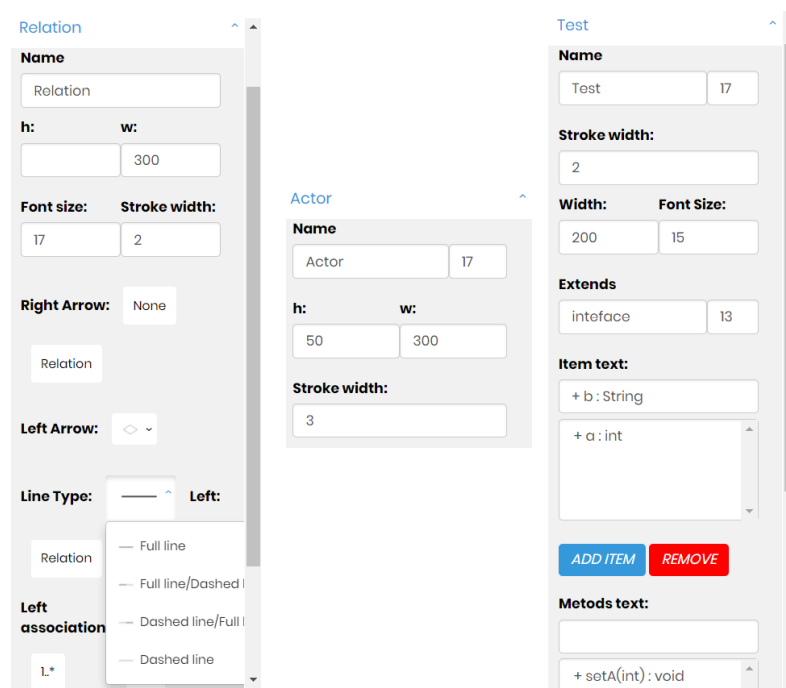 Relation
Name
Relation
h: w:
300
Font size: Stroke width:
17 2
Right Arrow: None
Relation
Left Arrow:
Line Type: Left:
Relation
Full line
Full line/Dashed l
Dashed line/Full l
Dashed line
Left
association
1..*
Actor
Name
Actor 17
h: w:
50 300
Stroke width:
3
Test
Name
Test 17
Stroke width:
2
Width: Font Size:
200 15
Extends
inteface 13
Item text:
+ b : String
+ a : int
ADD ITEM REMOVE
Metods text:
+ setA(int) : void